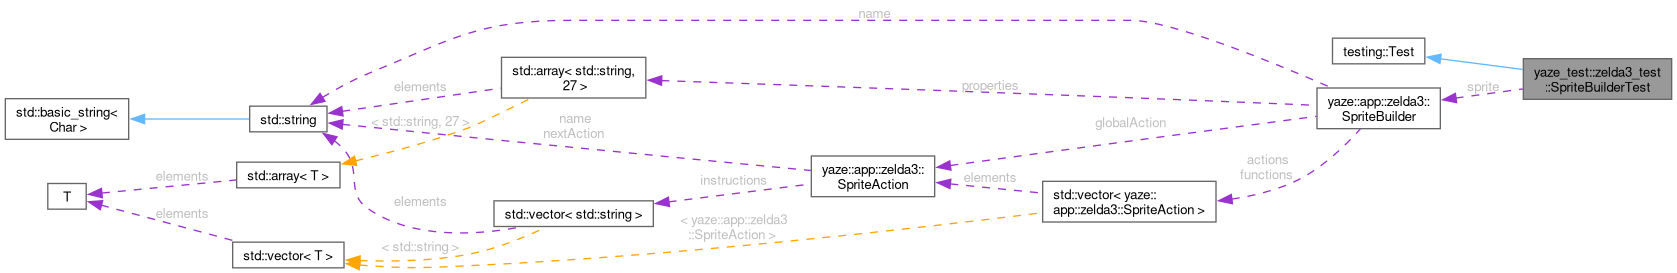 name
testing::Test
yaze_test::zelda3_test
::SpriteBuilderTest
sprite
std::array< std::string,
27 >
elements
properties
yaze::app::zelda3::
SpriteBuilder
std::basic_string<
Char >
std::string
< std::string, 27 >
name
nextAction
globalAction
std::array< T >
elements
T
yaze::app::zelda3::
SpriteAction
instructions
elements
actions
functions
std::vector< yaze::
app::zelda3::SpriteAction >
elements
std::vector< std::string >
elements
std::vector< T >
< std::string >
< yaze::app::zelda3
::SpriteAction >